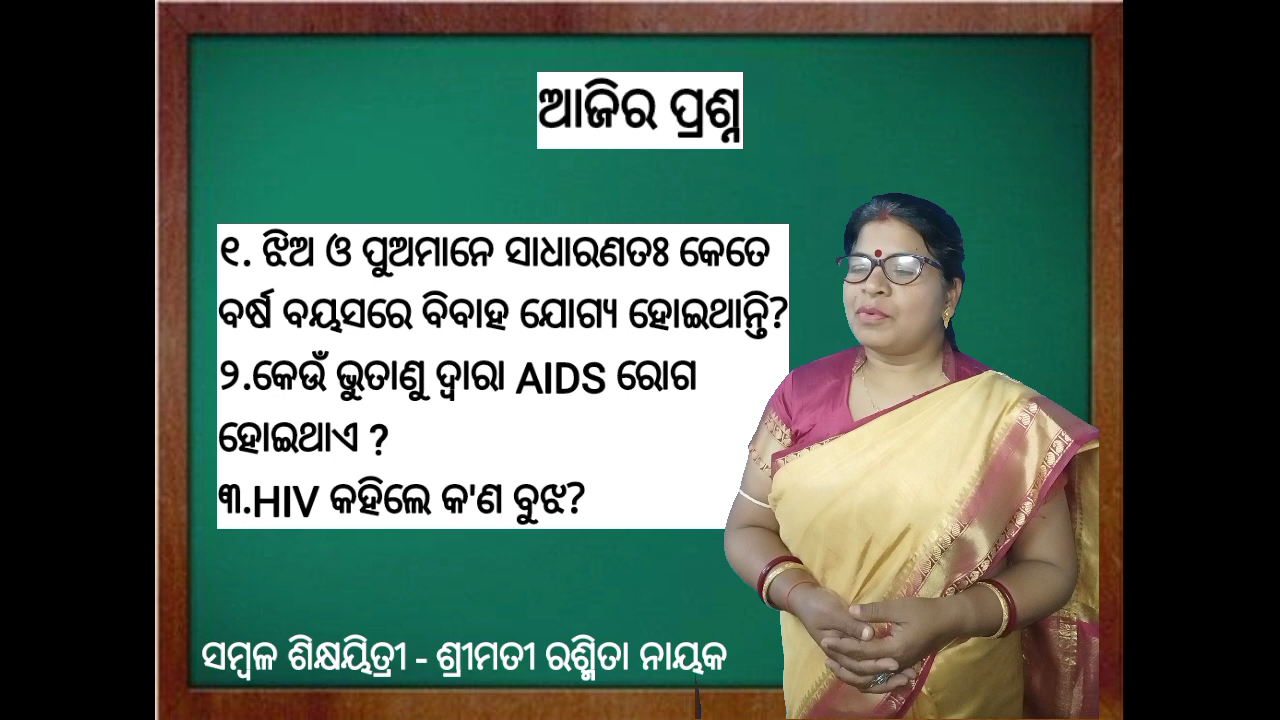 ଆଜିର ପ୍ରଶ୍ନ
୧. ଝିଅ ଓ ପୁଅମାନେ ସାଧାରଣତଃ କେତେ
ବର୍ଷ ବୟସରେ ବିବାହ ଯୋଗ୍ୟ ହୋଇଥାନ୍ତି?
୨.କେଉଁ ଭୁତାଣୁ ଦ୍ୱାରା AIDS ରୋଗ
ହୋଇଥାଏ ?
୩.HIV କହିଲେ କ'ଣ ବୁଝ?
ସମ୍ବଳ ଶିକ୍ଷୟିତ୍ରୀ - ଶ୍ରୀମତୀ ରଶ୍ମିତା ନାୟକ